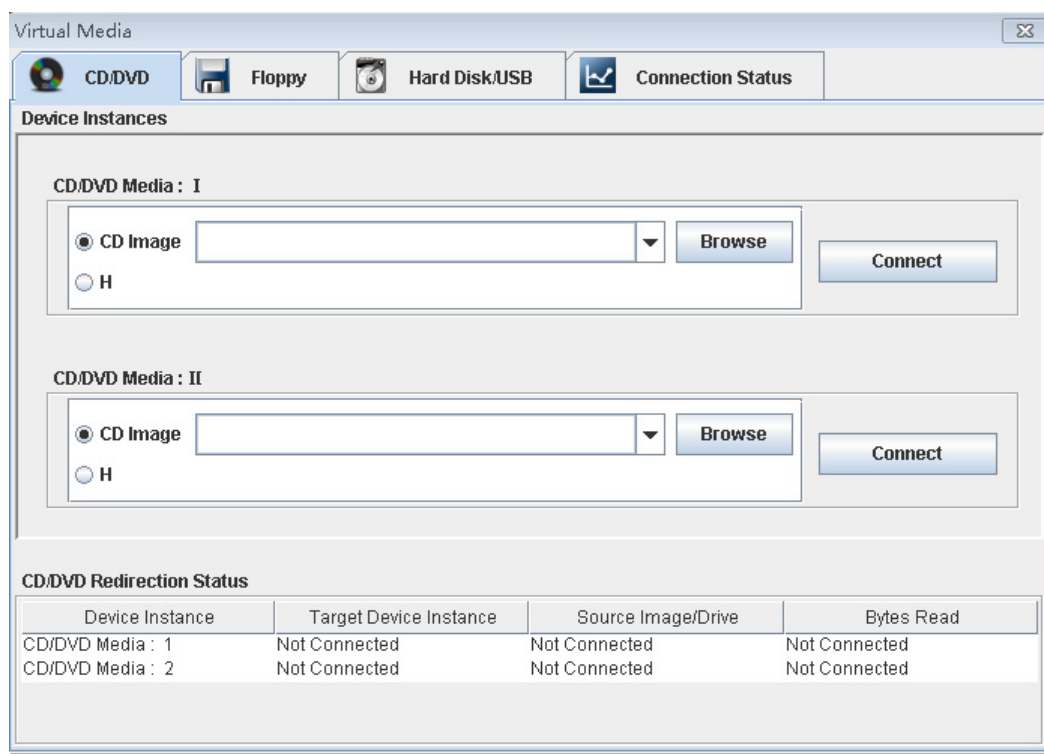 Virtual Media
CD/DVD Floppy Hard Disk/USB Connection Status
Device Instances
CD/DVD Media : I
CD Image Browse
Connect
H
CD/DVD Media : II
CD Image Browse
Connect
H
CD/DVD Redirection Status
Device Instance Target Device Instance Source Image/Drive Bytes Read
CD/DVD Media : 1 Not Connected Not Connected Not Connected
CD/DVD Media : 2 Not Connected Not Connected Not Connected